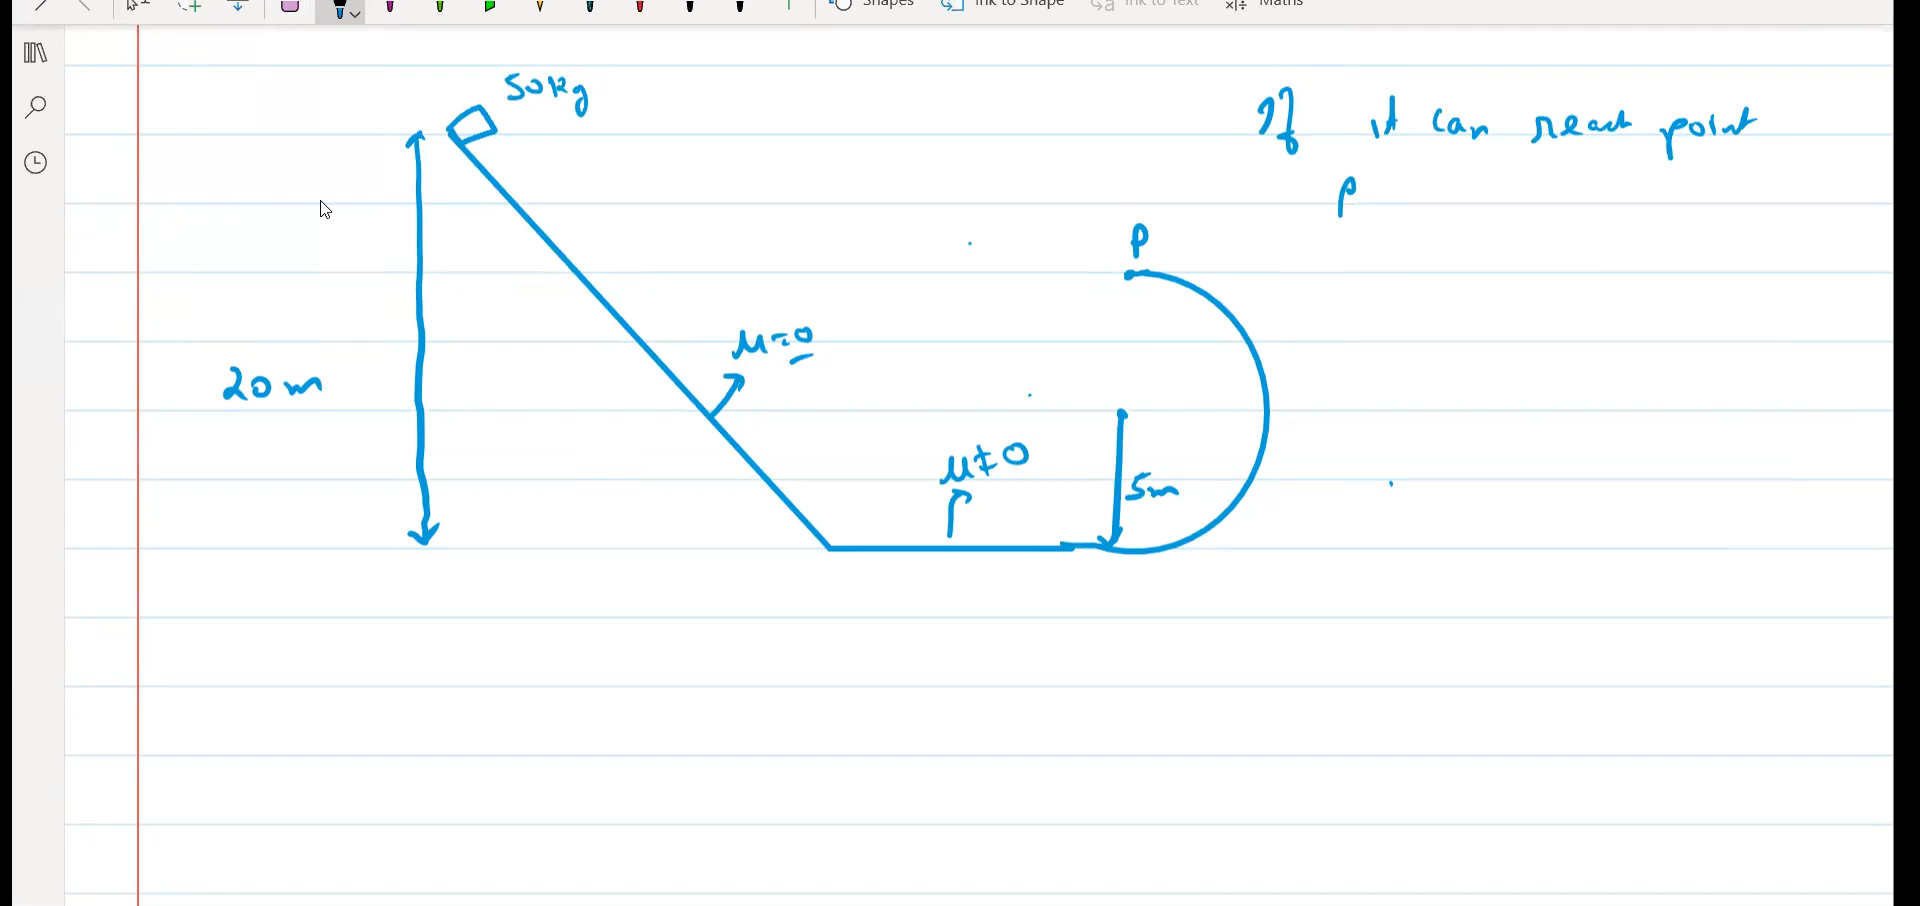 Shapes Ink to Shape Ink to Text Maths
50kg
If it can reach point
P
P
μ=0
20m
μ≠0
5m